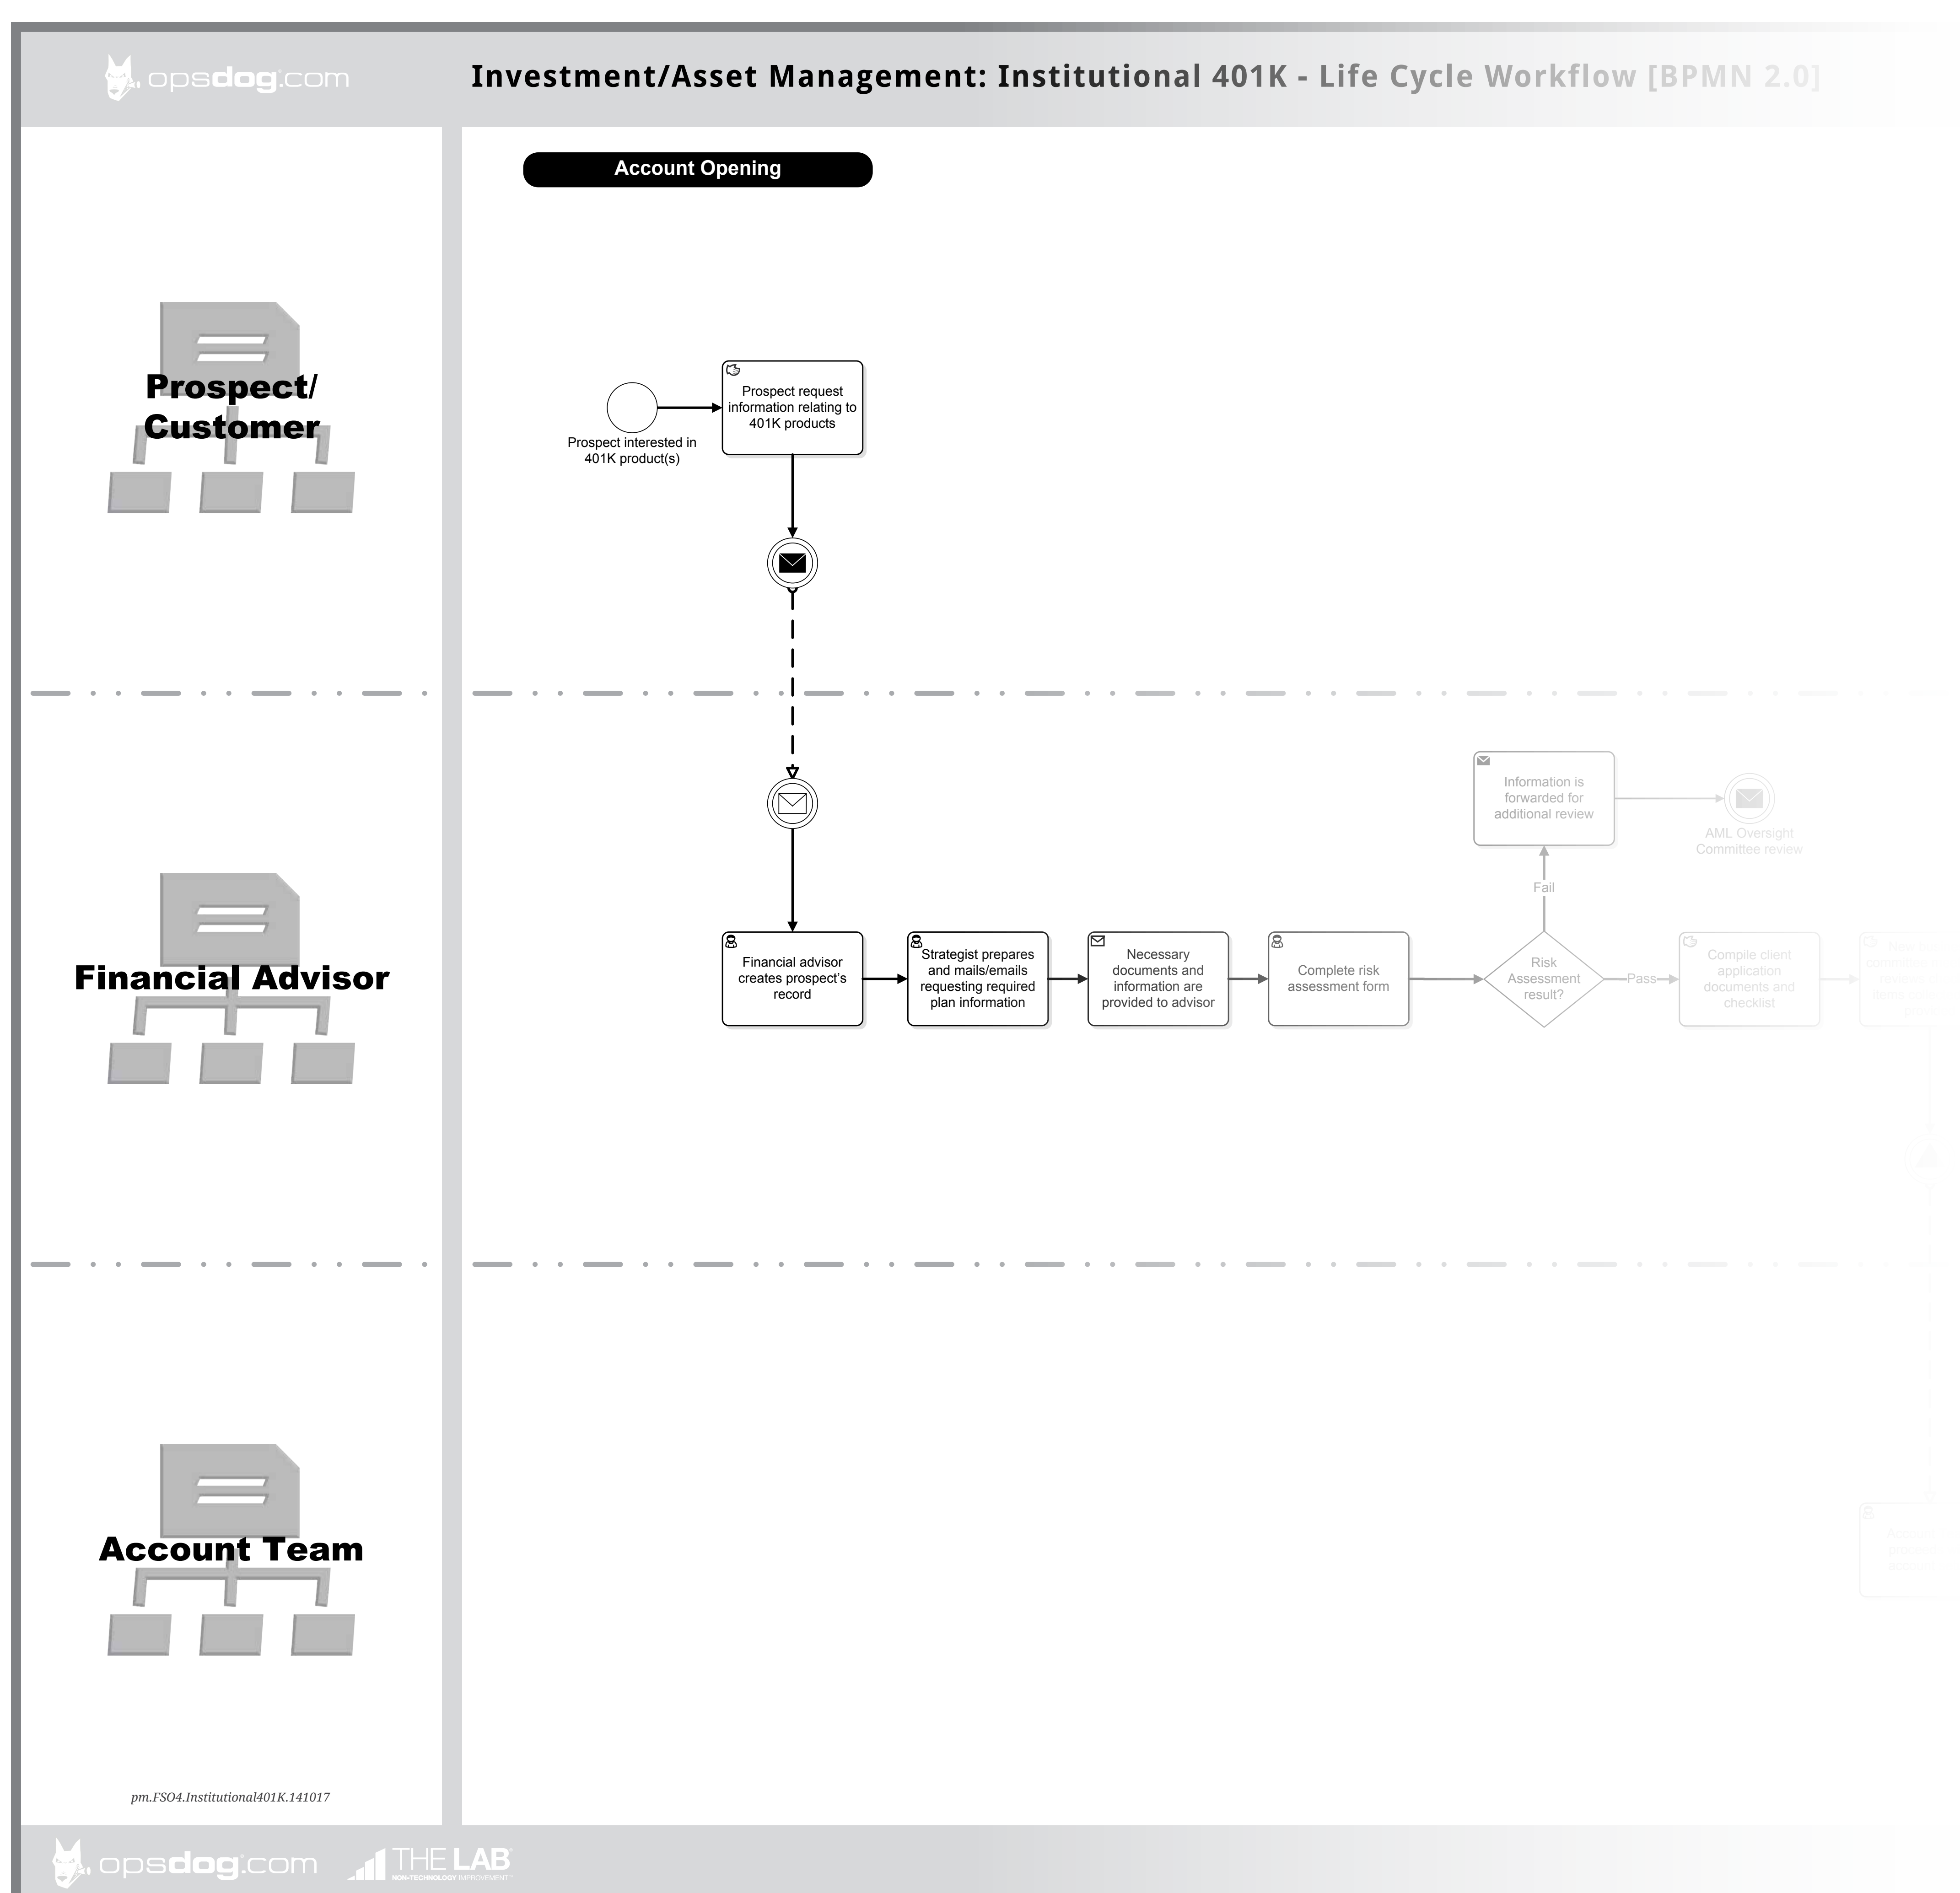 opsdog.com
Investment/Asset Management: Institutional 401K - Life Cycle Workflow [BPMN 2.0]
Account Opening
Prospect/
Customer
Prospect interested in
401K product(s)
Prospect request
information relating to
401K products
Financial Advisor
Financial advisor
creates prospect's
record
Strategist prepares
and mails/emails
requesting required
plan information
Necessary
documents and
information are
provided to advisor
Complete risk
assessment form
Risk
Assessment
result?
Fail
Information is
forwarded for
additional review
AML Oversight
Committee review
Pass
Compile client
application
documents and
checklist
New
Account Team
pm.FSO4.Institutional401K.141017
opsdog.com
THE LAB
NON-TECHNOLOGY IMPROVEMENT